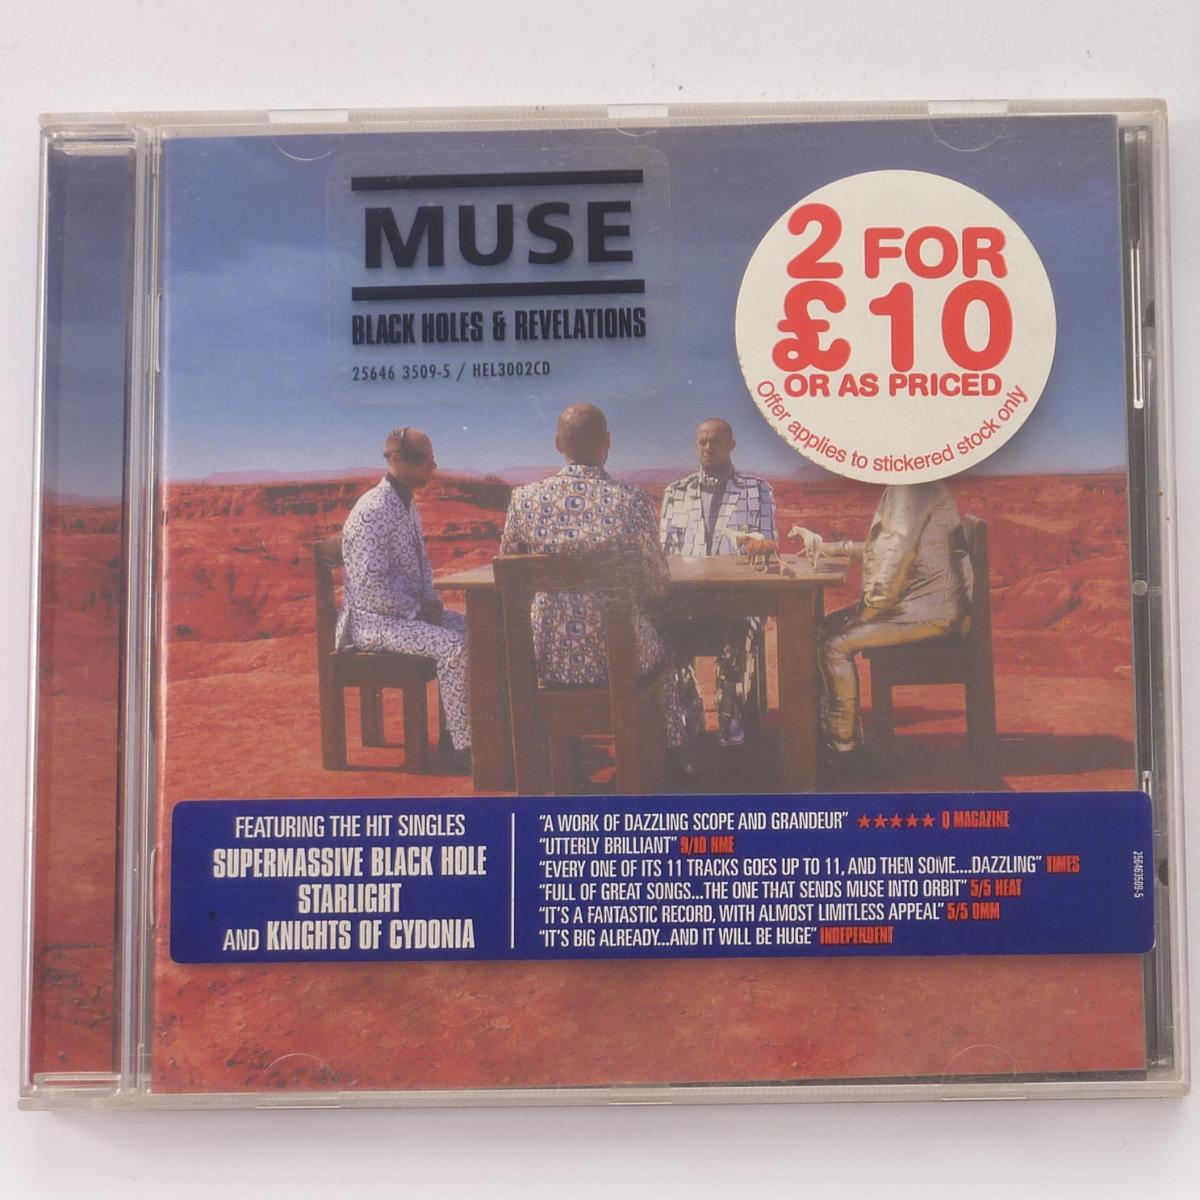 MUSE
BLACK HOLES & REVELATIONS
25646 3509-5 / HEL3002CD
2 FOR
£10
OR AS PRICED
Offer applies to stickered stock only
FEATURING THE HIT SINGLES
SUPERMASSIVE BLACK HOLE
STARLIGHT
AND KNIGHTS OF CYDONIA
"A WORK OF DAZZLING SCOPE AND GRANDEUR" ★★★★★ Q MAGAZINE
"UTTERLY BRILLIANT" 9/10 NME
"EVERY ONE OF ITS 11 TRACKS GOES UP TO 11, AND THEN SOME....DAZZLING" TIMES
"FULL OF GREAT SONGS...THE ONE THAT SENDS MUSE INTO ORBIT" 5/5 HEAT
"IT'S A FANTASTIC RECORD, WITH ALMOST LIMITLESS APPEAL" 5/5 OMM
"IT'S BIG ALREADY...AND IT WILL BE HUGE" INDEPENDENT
256463509-5